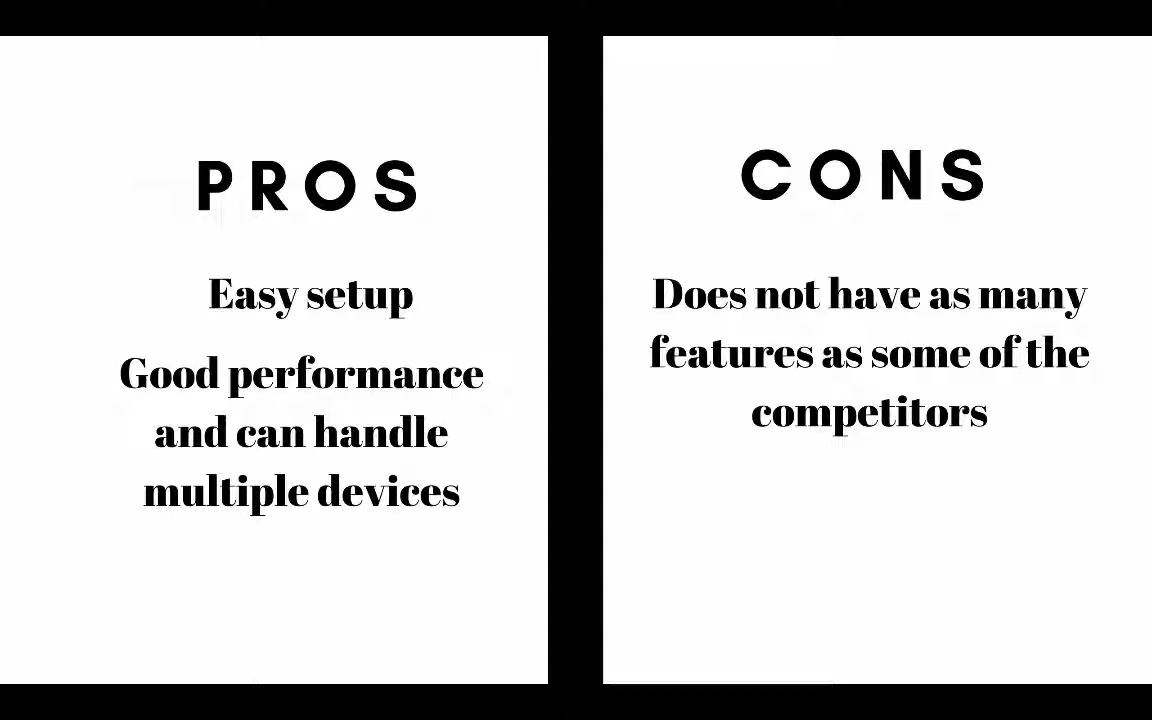 PROS
Easy setup
Good performance
and can handle
multiple devices
CONS
Does not have as many
features as some of the
competitors